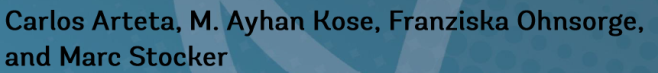 Carlos Arteta, M. Ayhan Kose, Franziska Ohnsorge,
and Marc Stocker